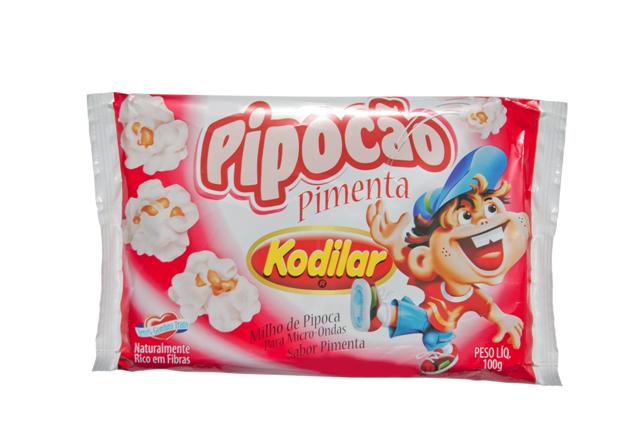 Pipocão
Pimenta
Kodilar
®
Milho de Pipoca
Para Micro-Ondas
Sabor Pimenta
Naturalmente
Rico em Fibras
PESO LÍQ.
100g